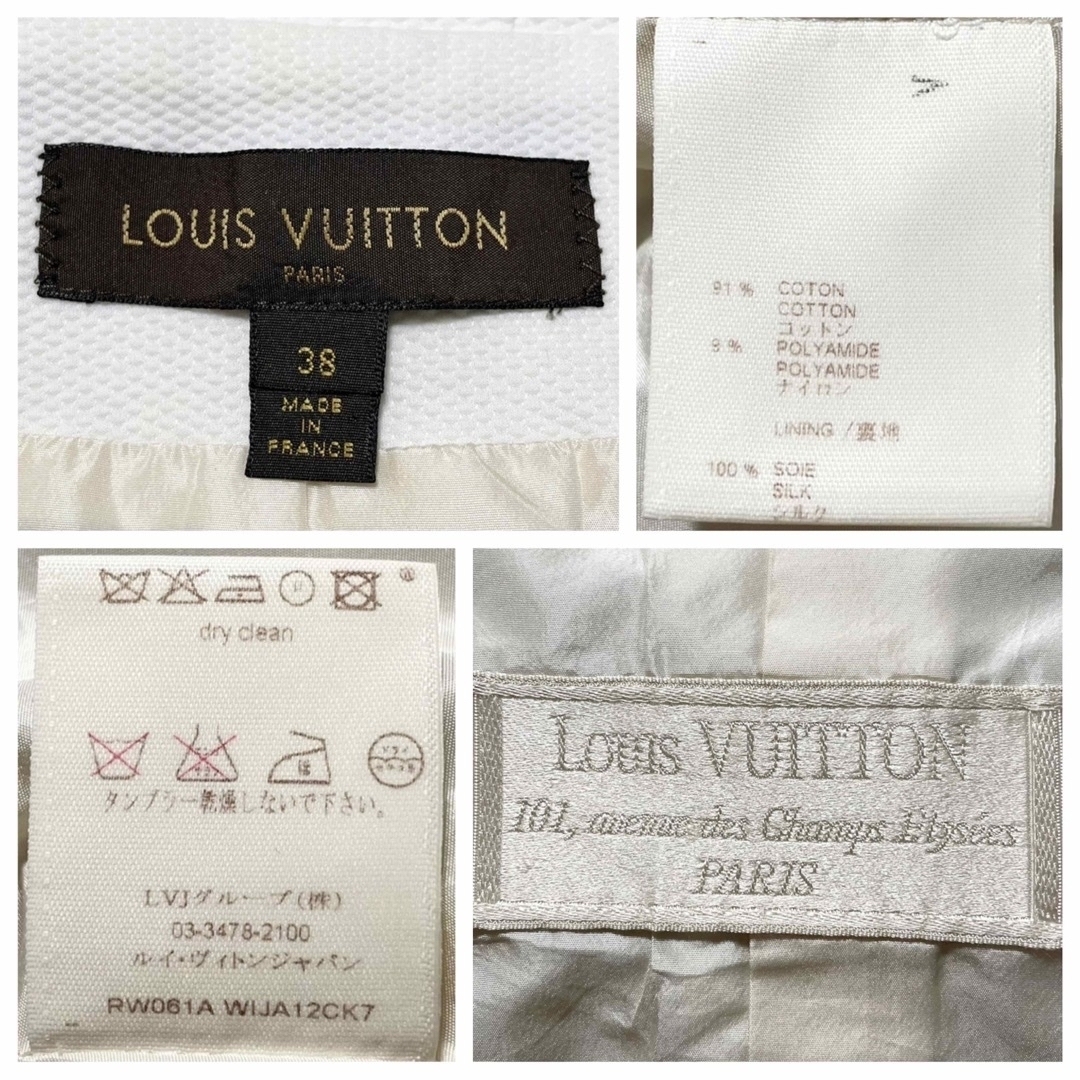 LOUIS VUITTON
PARIS
38
MADE
IN
FRANCE
91 % COTON
COTTON
コットン
9 % POLYAMIDE
POLYAMIDE
ナイロン
LINING / 裏地
100 % SOIE
SILK
シルク
P
®
dry clean
ほ
ドライ
タンブラー乾燥しないで下さい。
LVJグループ(株)
03-3478-2100
ルイ・ヴィトンジャパン
RW061A WIJA12CK7
LOUIS VUITTON
101, avenue des Champs Elysées
PARIS